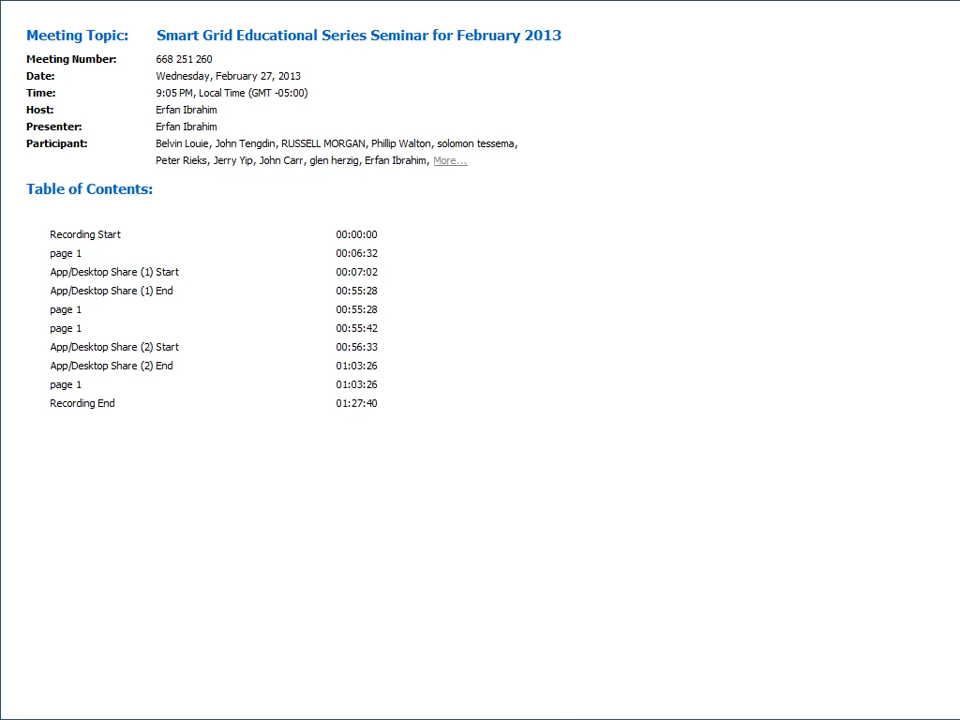 Meeting Topic: Smart Grid Educational Series Seminar for February 2013
Meeting Number: 668 251 260
Date: Wednesday, February 27, 2013
Time: 9:05 PM, Local Time (GMT -05:00)
Host: Erfan Ibrahim
Presenter: Erfan Ibrahim
Participant: Belvin Louie, John Tengdin, RUSSELL MORGAN, Phillip Walton, solomon tessema,
Peter Rieks, Jerry Yip, John Carr, glen herzig, Erfan Ibrahim, More...
Table of Contents:
Recording Start 00:00:00
page 1 00:06:32
App/Desktop Share (1) Start 00:07:02
App/Desktop Share (1) End 00:55:28
page 1 00:55:28
page 1 00:55:42
App/Desktop Share (2) Start 00:56:33
App/Desktop Share (2) End 01:03:26
page 1 01:03:26
Recording End 01:27:40